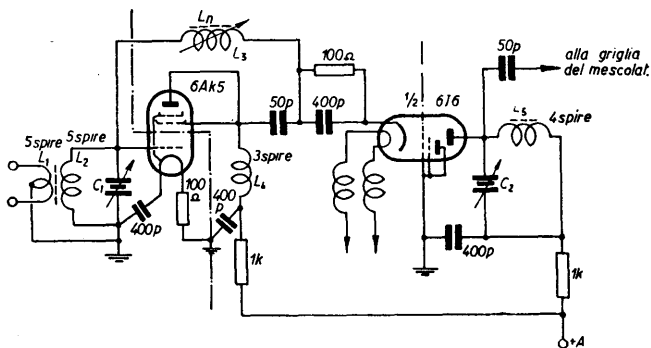 Ln
L3
100Ω
6AK5
50p
400p
½ 6J6
50p
alla griglia
del mescolat.
5spire
L1
5spire
L2
C1
400p
100
Ω
400
p
3spire
L4
1k
L5
4spire
C2
400p
1k
+A